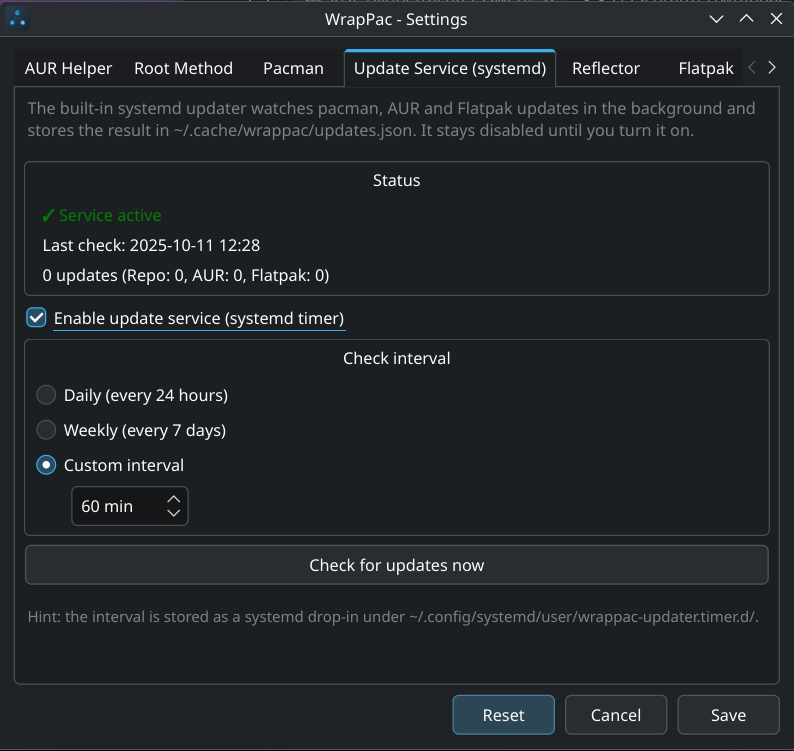 WrapPac - Settings
AUR Helper Root Method Pacman Update Service (systemd) Reflector Flatpak
The built-in systemd updater watches pacman, AUR and Flatpak updates in the background and
stores the result in ~/.cache/wrappac/updates.json. It stays disabled until you turn it on.
Status
✓ Service active
Last check: 2025-10-11 12:28
0 updates (Repo: 0, AUR: 0, Flatpak: 0)
Enable update service (systemd timer)
Check interval
Daily (every 24 hours)
Weekly (every 7 days)
Custom interval
60 min
Check for updates now
Hint: the interval is stored as a systemd drop-in under ~/.config/systemd/user/wrappac-updater.timer.d/.
Reset Cancel Save